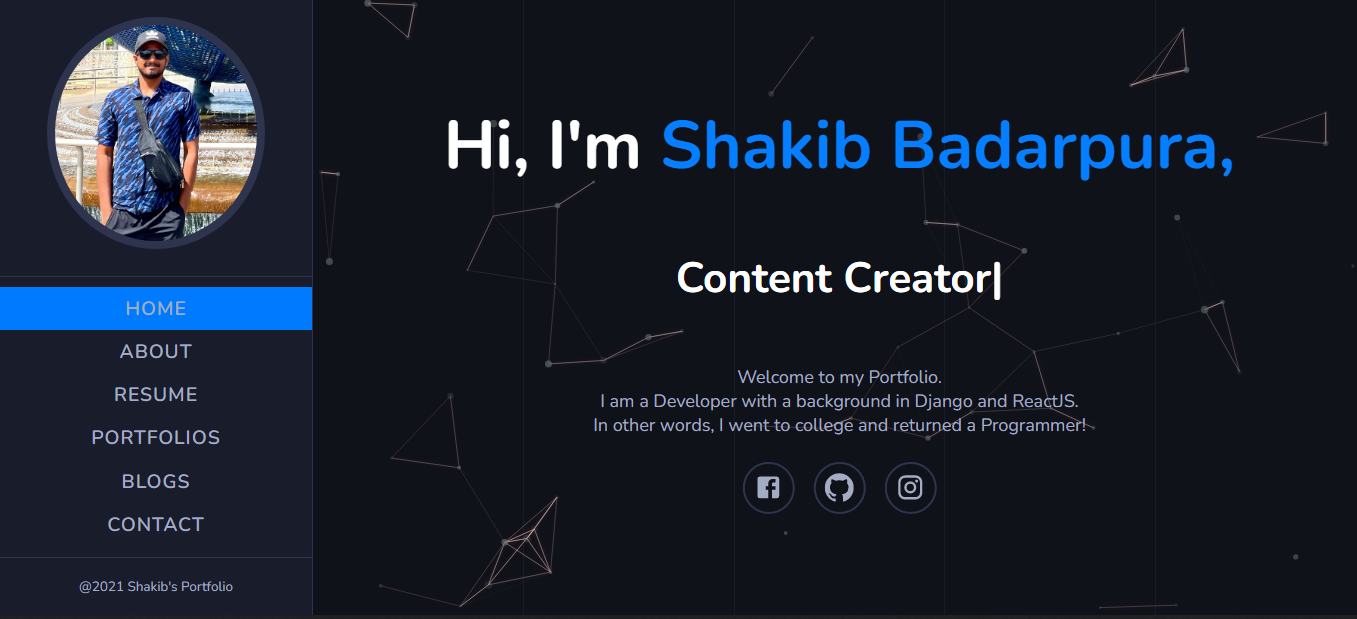 HOME
ABOUT
RESUME
PORTFOLIOS
BLOGS
CONTACT
@2021 Shakib's Portfolio
Hi, I'm Shakib Badarpura,
Content Creator|
Welcome to my Portfolio.
I am a Developer with a background in Django and ReactJS.
In other words, I went to college and returned a Programmer!